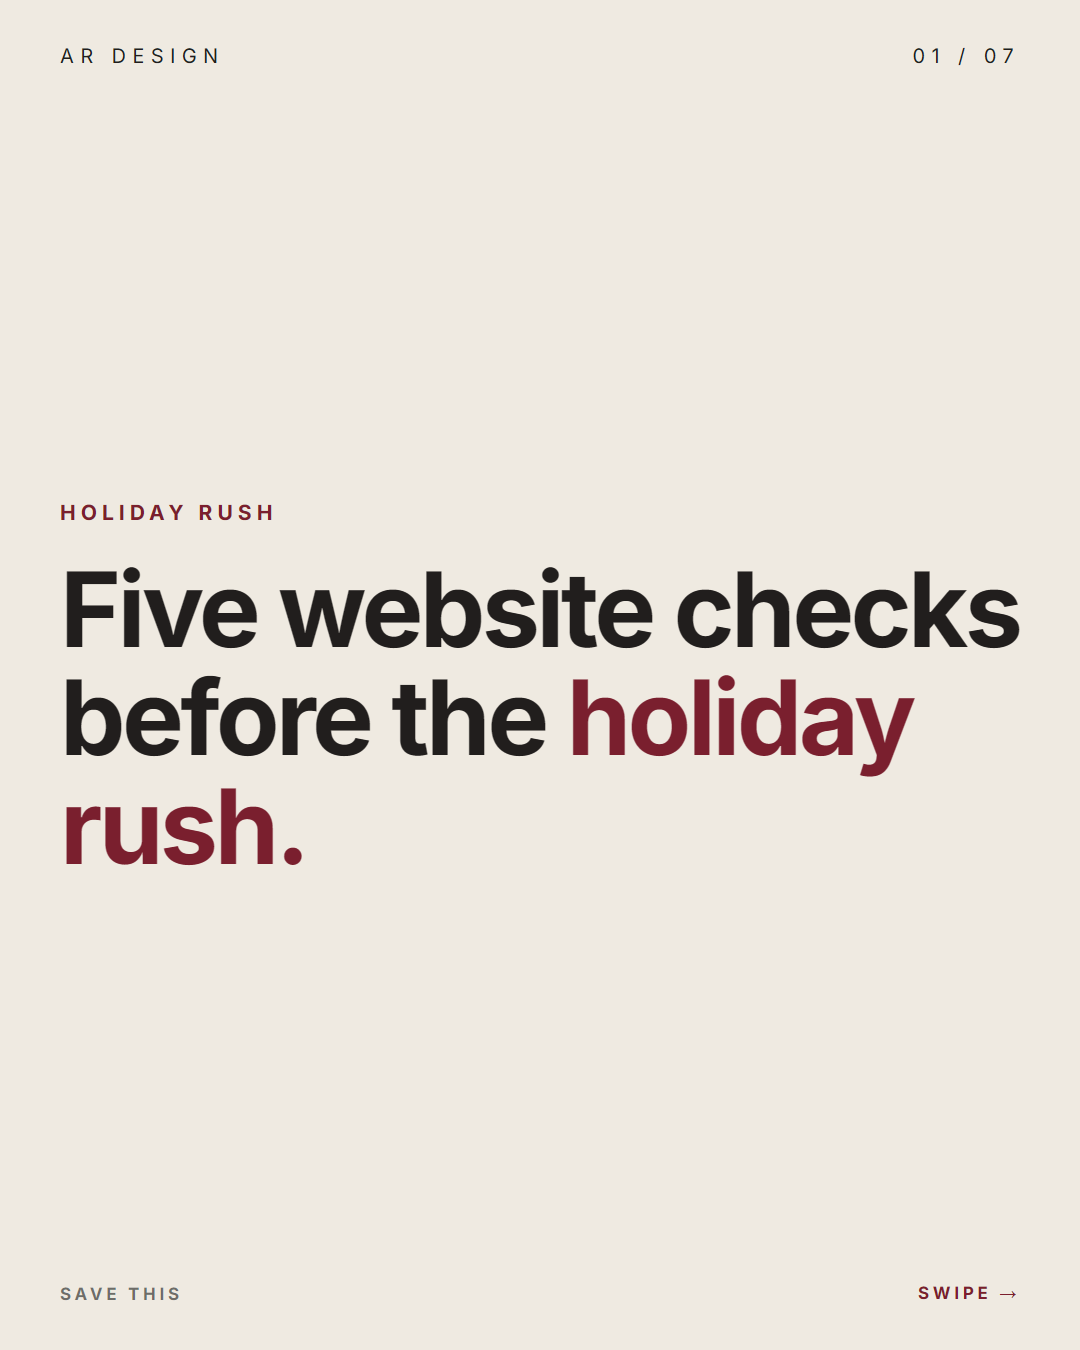 AR DESIGN
01 / 07
HOLIDAY RUSH
Five website checks
before the holiday
rush.
SAVE THIS
SWIPE →